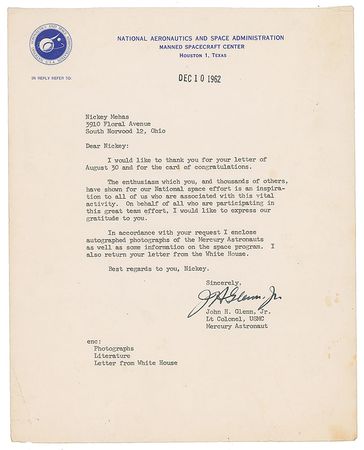 NATIONAL AERONAUTICS AND SPACE ADMINISTRATION
MANNED SPACECRAFT CENTER
HOUSTON 1, TEXAS
IN REPLY REFER TO:
DEC 10 1962
Nickey Mehas
3910 Floral Avenue
South Norwood 12, Ohio
Dear Nickey:
I would like to thank you for your letter of
August 30 and for the card of congratulations.
The enthusiasm which you, and thousands of others,
have shown for our National space effort is an inspira-
tion to all of us who are associated with this vital
activity. On behalf of all who are participating in
this great team effort, I would like to express our
gratitude to you.
In accordance with your request I enclose
autographed photographs of the Mercury Astronauts
as well as some information on the space program. I
also return your letter from the White House.
Best regards to you, Nickey.
Sincerely,
J H Glenn, Jr.
John H. Glenn, Jr.
Lt Colonel, USMC
Mercury Astronaut
enc:
Photographs
Literature
Letter from White House